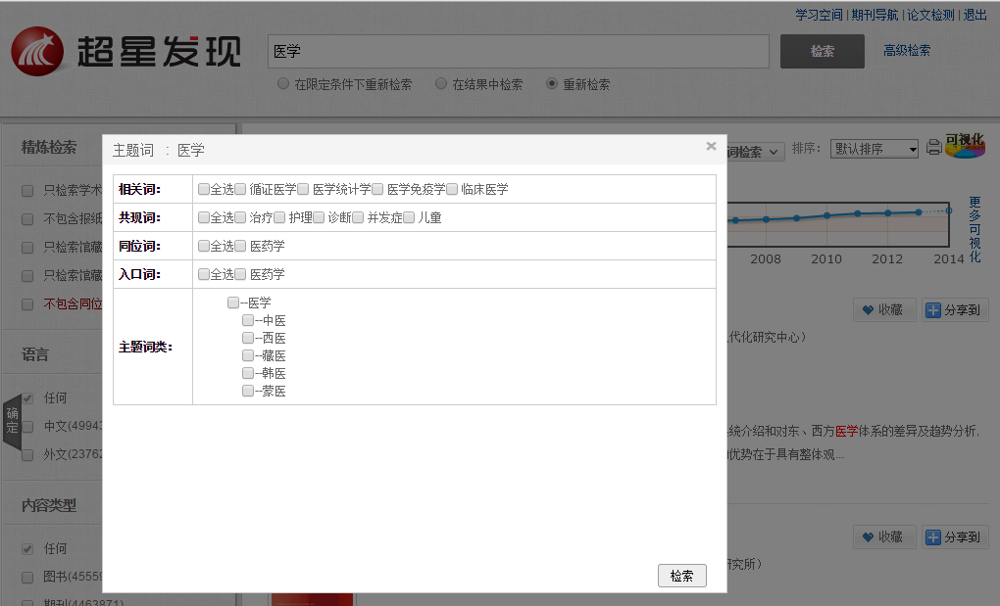 学习空间 | 期刊导航 | 论文检测 | 退出
超星发现
医学
检索
高级检索
在限定条件下重新检索 在结果中检索 重新检索
精炼检索
只检索学术
不包含报纸
只检索馆藏
只检索馆藏
不包含同位
语言
任何
中文(49943
外文(23762
确定
内容类型
任何
图书(45559
期刊(4463871)
主题词 : 医学
×
相关词: 全选 循证医学 医学统计学 医学免疫学 临床医学
共现词: 全选 治疗 护理 诊断 并发症 儿童
同位词: 全选 医药学
入口词: 全选 医药学
主题词类:
--医学
--中医
--西医
--藏医
--韩医
--蒙医
检索
词检索 排序: 默认排序 可视化
2008 2010 2012 2014
更多可视化
收藏 分享到
代化研究中心）
统介绍和对东、西方医学体系的差异及趋势分析,
优势在于具有整体观...
收藏 分享到
研究所）